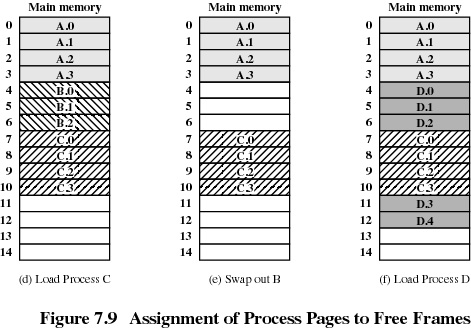 Main memory Main memory Main memory
0 A.0 0 A.0 0 A.0
1 A.1 1 A.1 1 A.1
2 A.2 2 A.2 2 A.2
3 A.3 3 A.3 3 A.3
4 B.0 4 4 D.0
5 B.1 5 5 D.1
6 B.2 6 6 D.2
7 C.0 7 C.0 7 C.0
8 C.1 8 C.1 8 C.1
9 C.2 9 C.2 9 C.2
10 C.3 10 C.3 10 C.3
11 11 11 D.3
12 12 12 D.4
13 13 13
14 14 14
(d) Load Process C (e) Swap out B (f) Load Process D
Figure 7.9 Assignment of Process Pages to Free Frames